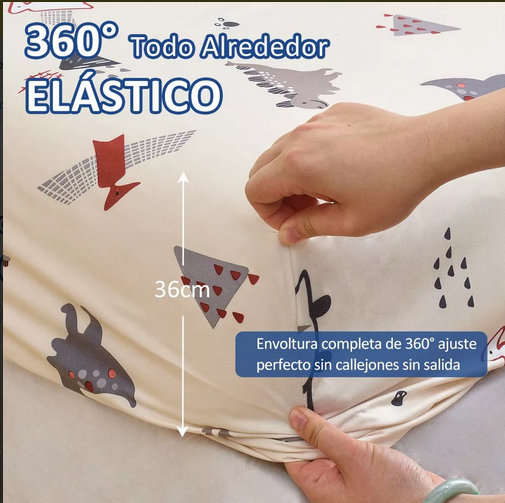 360° Todo Alrededor
ELÁSTICO
36cm
Envoltura completa de 360° ajuste
perfecto sin callejones sin salida